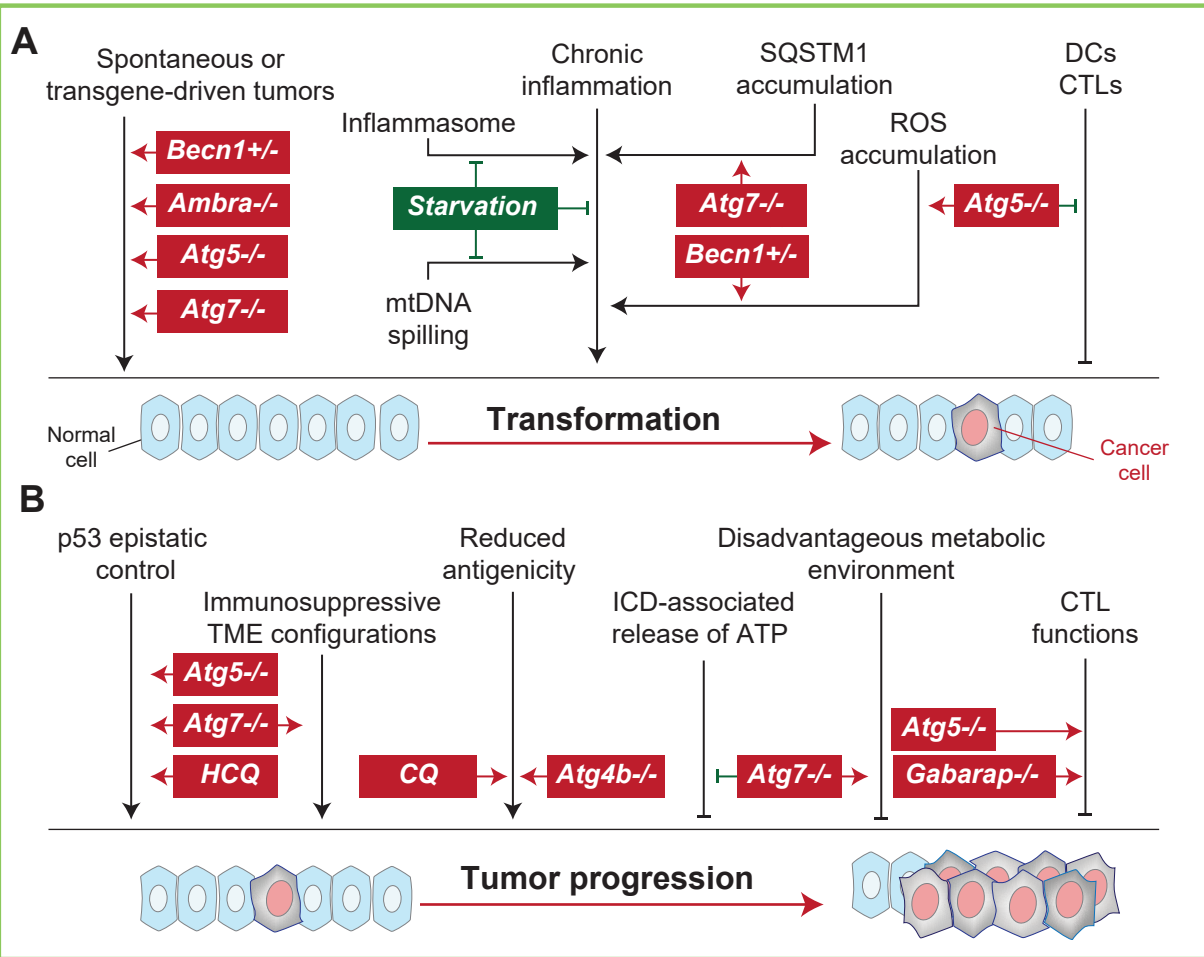 A
Spontaneous or
transgene-driven tumors
Becn1+/-
Ambra-/-
Atg5-/-
Atg7-/-
Inflammasome
Chronic
inflammation
Starvation
mtDNA
spilling
SQSTM1
accumulation
ROS
accumulation
Atg7-/-
Becn1+/-
DCs
CTLs
Atg5-/-
Normal
cell
Transformation
Cancer
cell
B
p53 epistatic
control
Immunosuppressive
TME configurations
Atg5-/-
Atg7-/-
HCQ
Reduced
antigenicity
CQ
Atg4b-/-
ICD-associated
release of ATP
Atg7-/-
Disadvantageous metabolic
environment
CTL
functions
Atg5-/-
Gabarap-/-
Tumor progression